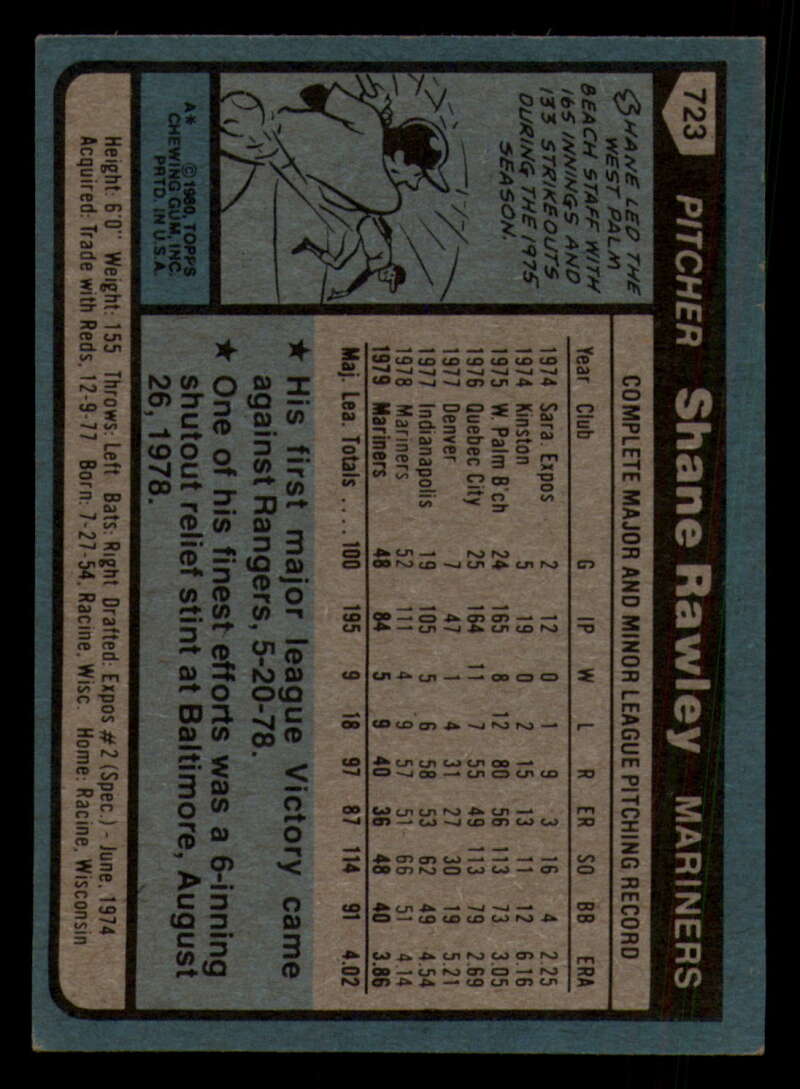 723 PITCHER Shane Rawley MARINERS
SHANE LED THE
WEST PALM
BEACH STAFF WITH
165 INNINGS AND
133 STRIKEOUTS
DURING THE 1975
SEASON.
A* ©1980, TOPPS
CHEWING GUM, INC.
PRTD. IN U.S.A.
COMPLETE MAJOR AND MINOR LEAGUE PITCHING RECORD
Year Club G IP W L R ER SO BB ERA
1974 Sara. Expos 2 12 0 1 9 3 16 4 2.25
1974 Kinston 5 19 0 2 15 13 11 12 6.16
1975 W. Palm B'ch 24 165 8 12 80 56 113 73 3.05
1976 Quebec City 25 164 11 7 55 49 113 79 2.69
1977 Denver 7 47 1 4 31 27 30 19 5.21
1977 Indianapolis 19 105 5 6 58 53 62 49 4.54
1978 Mariners 52 111 4 9 57 51 66 51 4.14
1979 Mariners 48 84 5 9 40 36 48 40 3.86
Maj. Lea. Totals .... 100 195 9 18 97 87 114 91 4.02
★ His first major league Victory came
against Rangers, 5-20-78.
★ One of his finest efforts was a 6-inning
shutout relief stint at Baltimore, August
26, 1978.
Height: 6'0" Weight: 155 Throws: Left Bats: Right Drafted: Expos #2 (Spec.) - June, 1974
Acquired: Trade with Reds, 12-9-77 Born: 7-27-54, Racine, Wisc. Home: Racine, Wisconsin